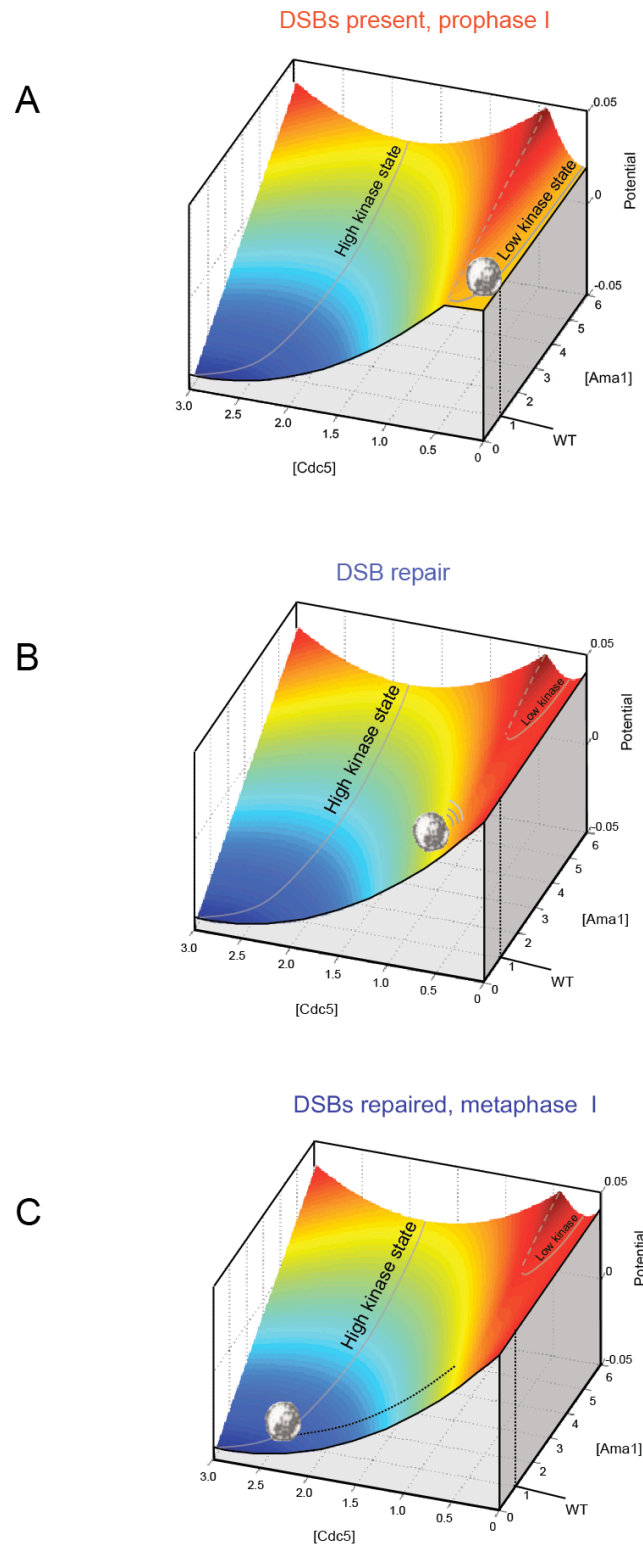 DSBs present, prophase I
A
High kinase state
Low kinase state
0.05
0
-0.05
Potential
6
5
4
3
2
1
0
[Ama1]
WT
3.0
2.5
2.0
1.5
1.0
0.5
0
[Cdc5]
DSB repair
B
High kinase state
Low kinase
0.05
0
-0.05
Potential
6
5
4
3
2
1
0
[Ama1]
WT
3.0
2.5
2.0
1.5
1.0
0.5
0
[Cdc5]
DSBs repaired, metaphase I
C
High kinase state
Low kinase
0.05
0
-0.05
Potential
6
5
4
3
2
1
0
[Ama1]
WT
3.0
2.5
2.0
1.5
1.0
0.5
0
[Cdc5]